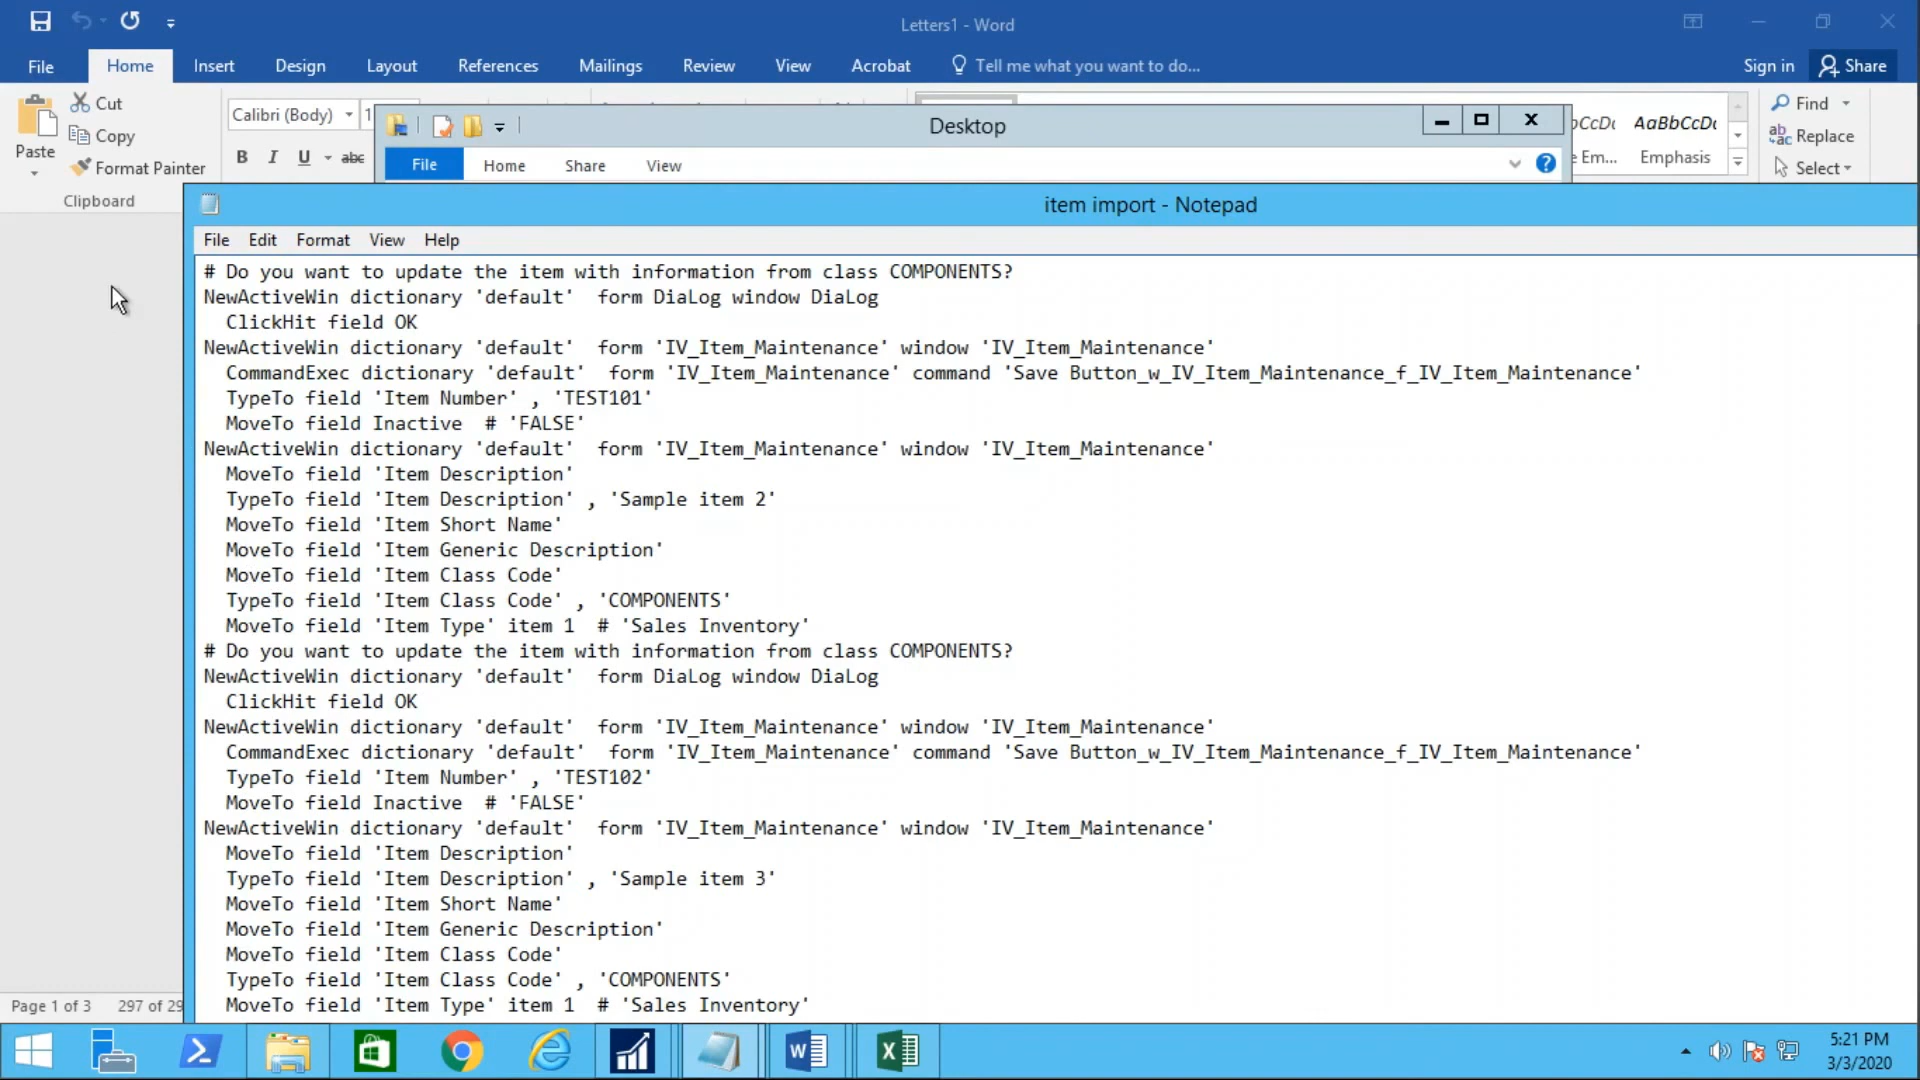 Letters1 - Word
File Home Insert Design Layout References Mailings Review View Acrobat Tell me what you want to do... Sign in Share
Cut
Copy
Paste
Format Painter
Clipboard
Calibri (Body)
B I U abc
Find
Replace
Select
AaBbCcDc
Emphasis
Desktop
File Home Share View
item import - Notepad
File Edit Format View Help
# Do you want to update the item with information from class COMPONENTS?
NewActiveWin dictionary 'default'  form DiaLog window DiaLog
  ClickHit field OK
NewActiveWin dictionary 'default'  form 'IV_Item_Maintenance' window 'IV_Item_Maintenance'
  CommandExec dictionary 'default'  form 'IV_Item_Maintenance' command 'Save Button_w_IV_Item_Maintenance_f_IV_Item_Maintenance'
  TypeTo field 'Item Number' , 'TEST101'
  MoveTo field Inactive  # 'FALSE'
NewActiveWin dictionary 'default'  form 'IV_Item_Maintenance' window 'IV_Item_Maintenance'
  MoveTo field 'Item Description'
  TypeTo field 'Item Description' , 'Sample item 2'
  MoveTo field 'Item Short Name'
  MoveTo field 'Item Generic Description'
  MoveTo field 'Item Class Code'
  TypeTo field 'Item Class Code' , 'COMPONENTS'
  MoveTo field 'Item Type' item 1  # 'Sales Inventory'
# Do you want to update the item with information from class COMPONENTS?
NewActiveWin dictionary 'default'  form DiaLog window DiaLog
  ClickHit field OK
NewActiveWin dictionary 'default'  form 'IV_Item_Maintenance' window 'IV_Item_Maintenance'
  CommandExec dictionary 'default'  form 'IV_Item_Maintenance' command 'Save Button_w_IV_Item_Maintenance_f_IV_Item_Maintenance'
  TypeTo field 'Item Number' , 'TEST102'
  MoveTo field Inactive  # 'FALSE'
NewActiveWin dictionary 'default'  form 'IV_Item_Maintenance' window 'IV_Item_Maintenance'
  MoveTo field 'Item Description'
  TypeTo field 'Item Description' , 'Sample item 3'
  MoveTo field 'Item Short Name'
  MoveTo field 'Item Generic Description'
  MoveTo field 'Item Class Code'
  TypeTo field 'Item Class Code' , 'COMPONENTS'
  MoveTo field 'Item Type' item 1  # 'Sales Inventory'
Page 1 of 3 297 of 29
5:21 PM
3/3/2020